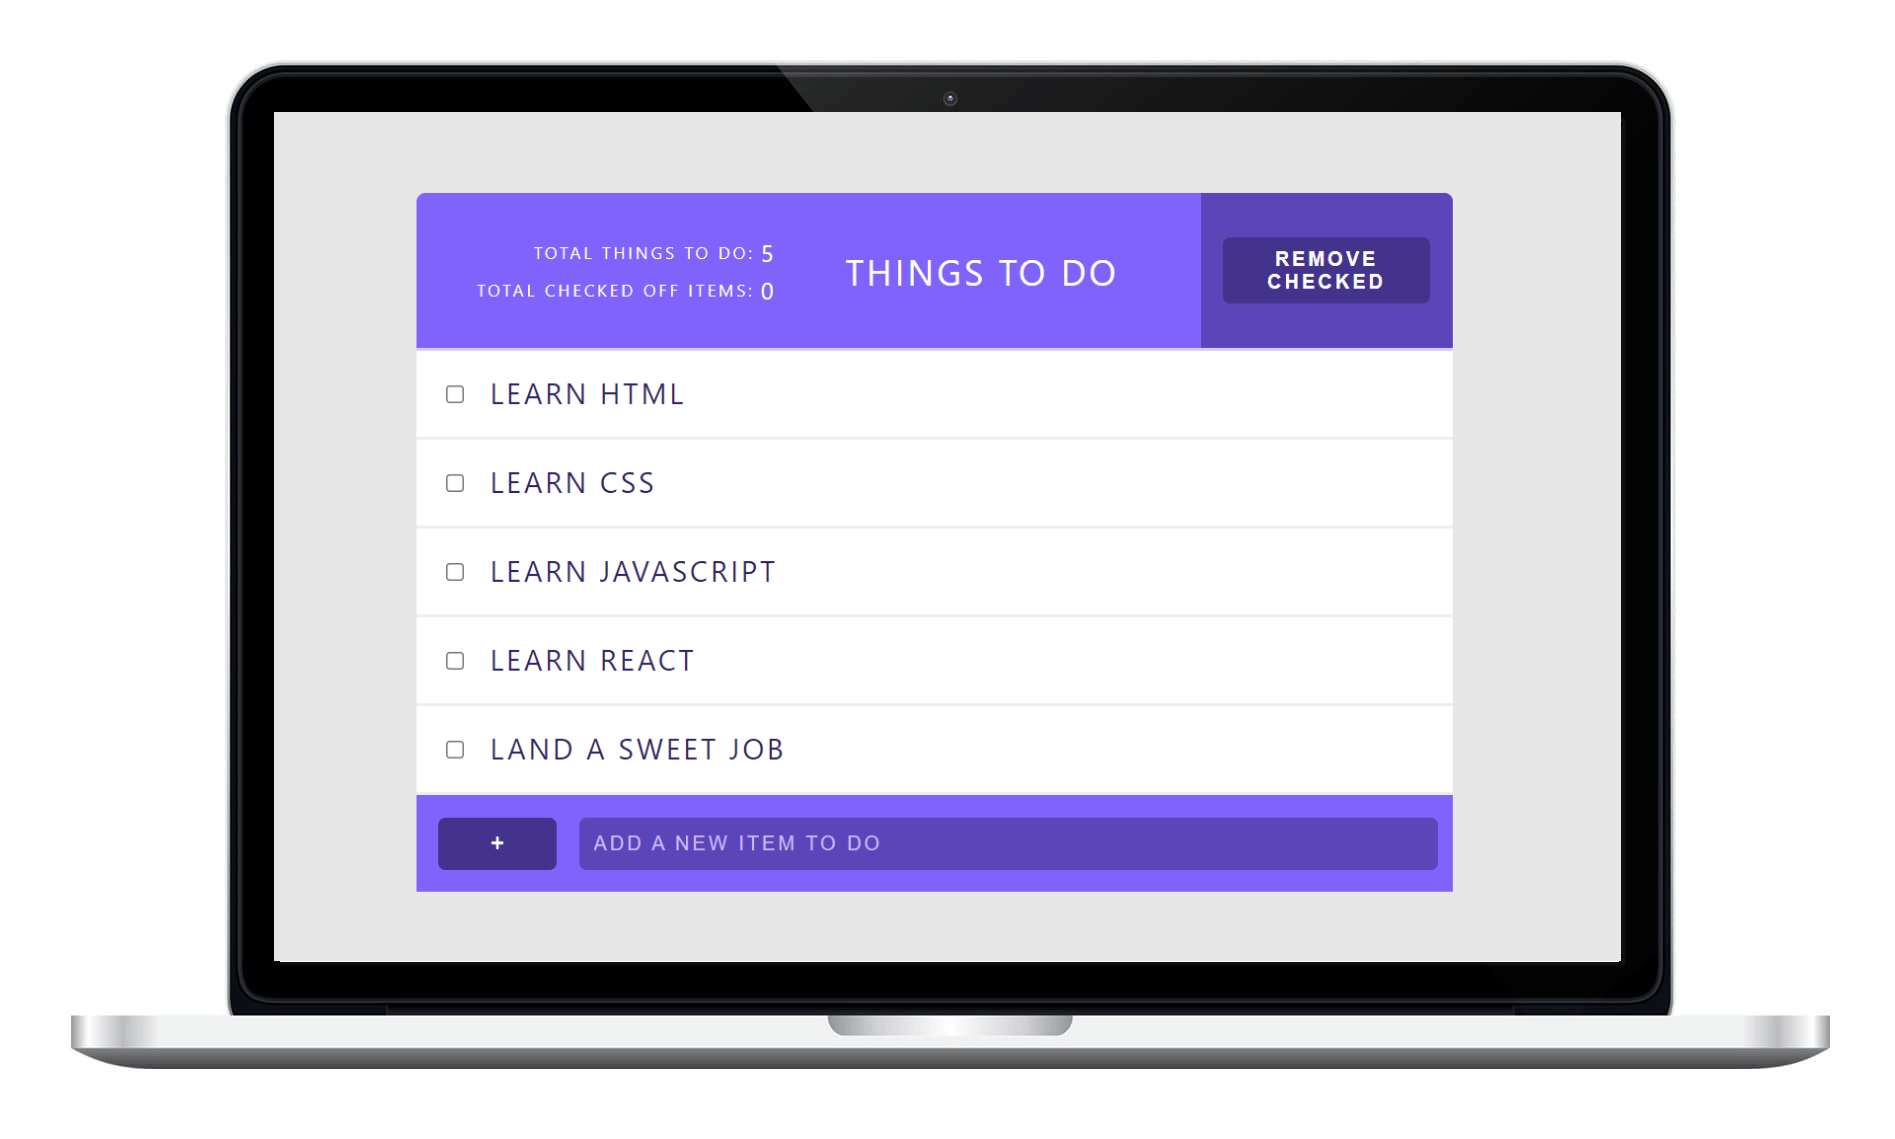 TOTAL THINGS TO DO: 5
TOTAL CHECKED OFF ITEMS: 0
THINGS TO DO
REMOVE
CHECKED
LEARN HTML
LEARN CSS
LEARN JAVASCRIPT
LEARN REACT
LAND A SWEET JOB
+
ADD A NEW ITEM TO DO